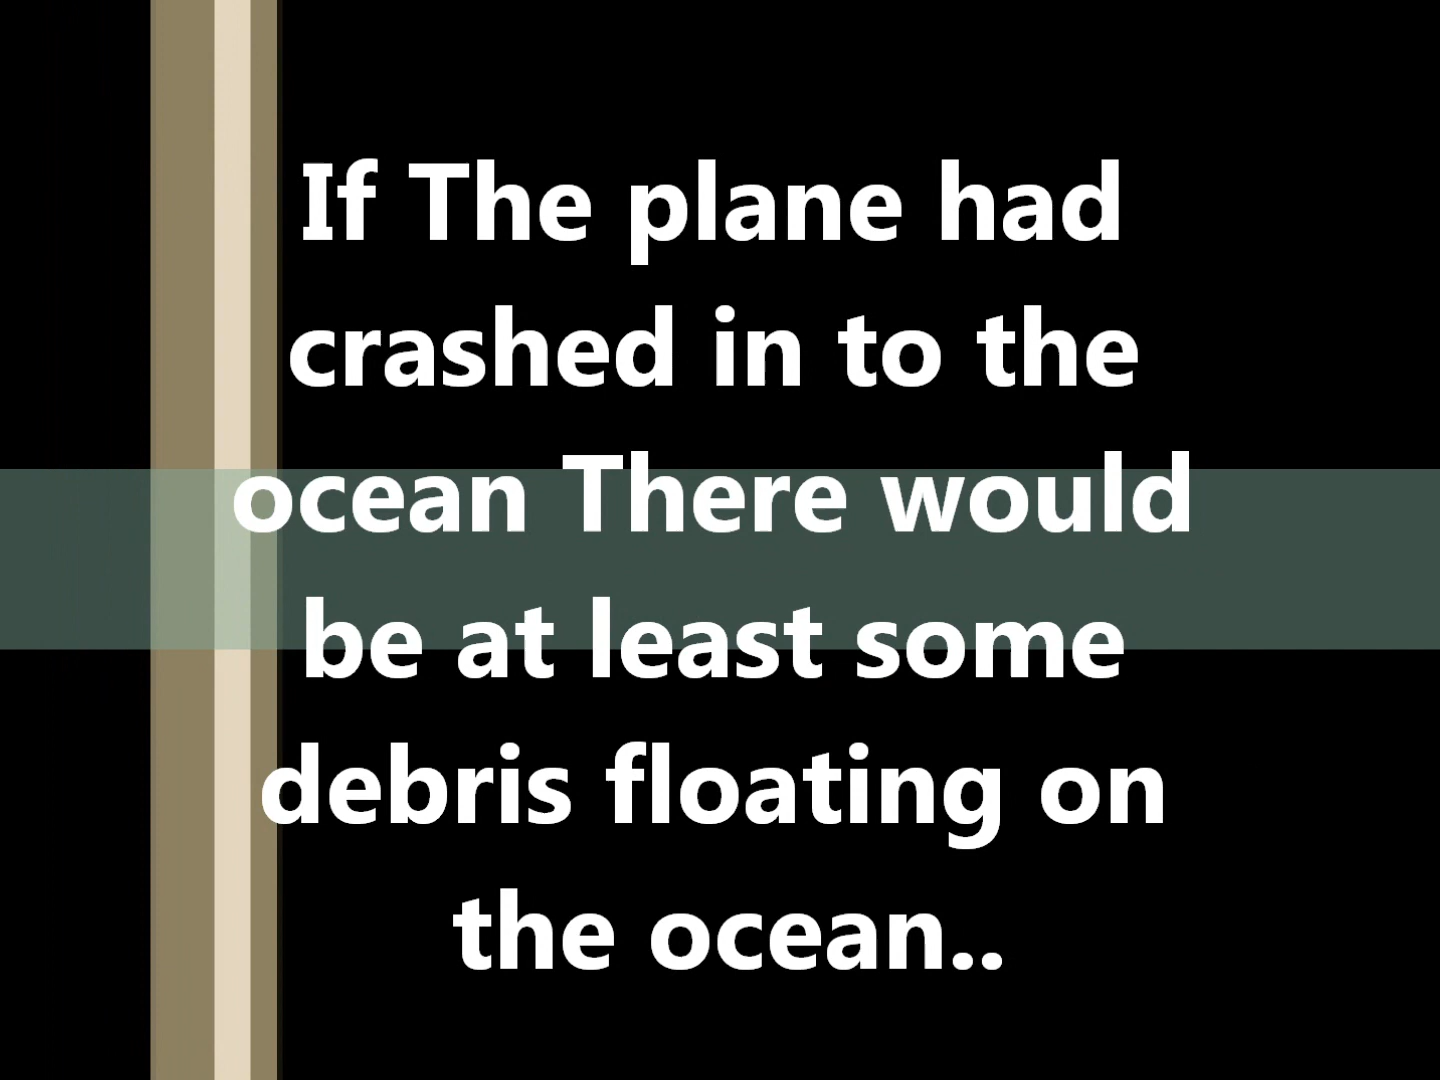 If The plane had
crashed in to the
ocean There would
be at least some
debris floating on
the ocean..